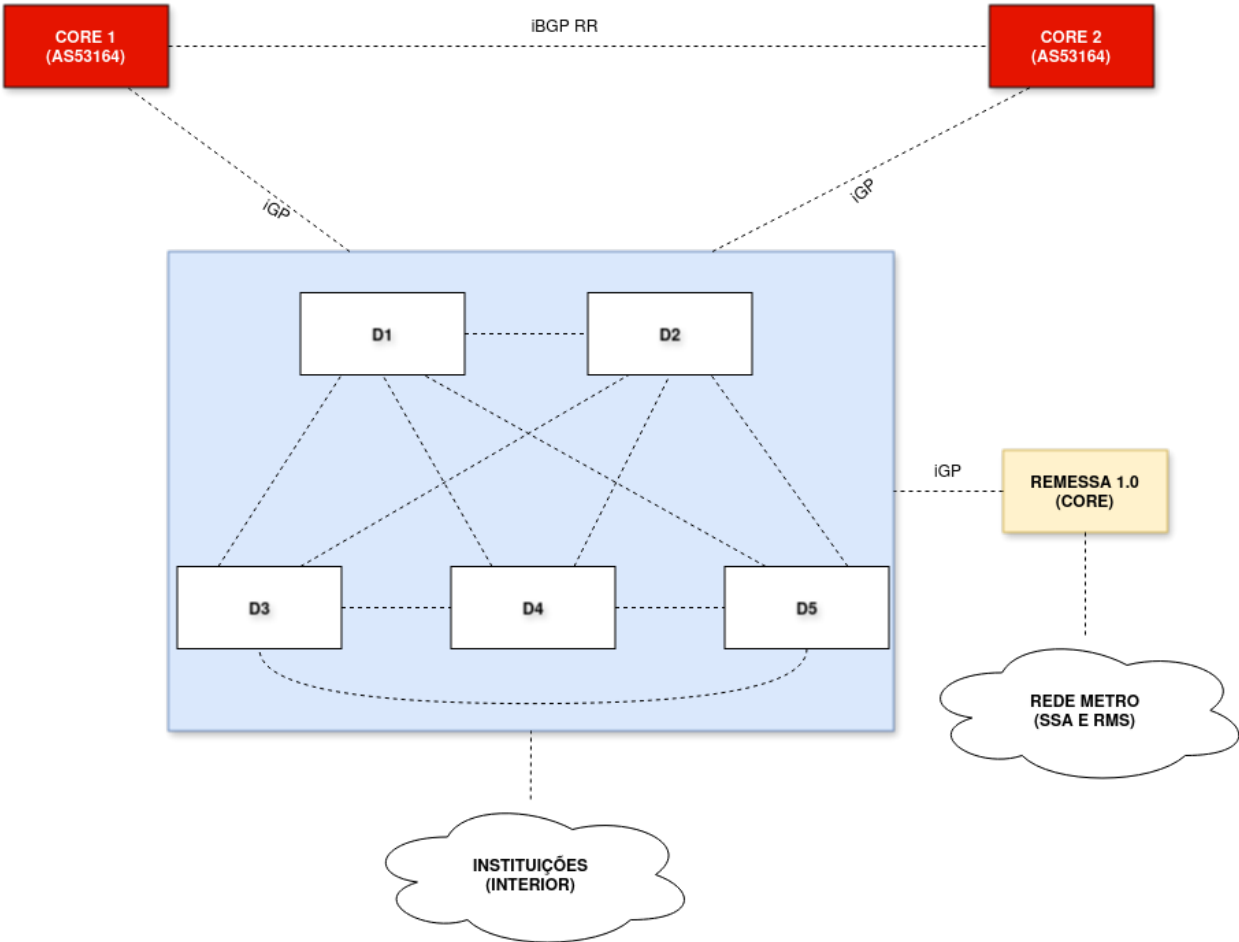 iBGP RR
CORE 1
(AS53164)
CORE 2
(AS53164)
iGP
iGP
D1
D2
iGP
REMESSA 1.0
(CORE)
D3
D4
D5
REDE METRO
(SSA E RMS)
INSTITUIÇÕES
(INTERIOR)